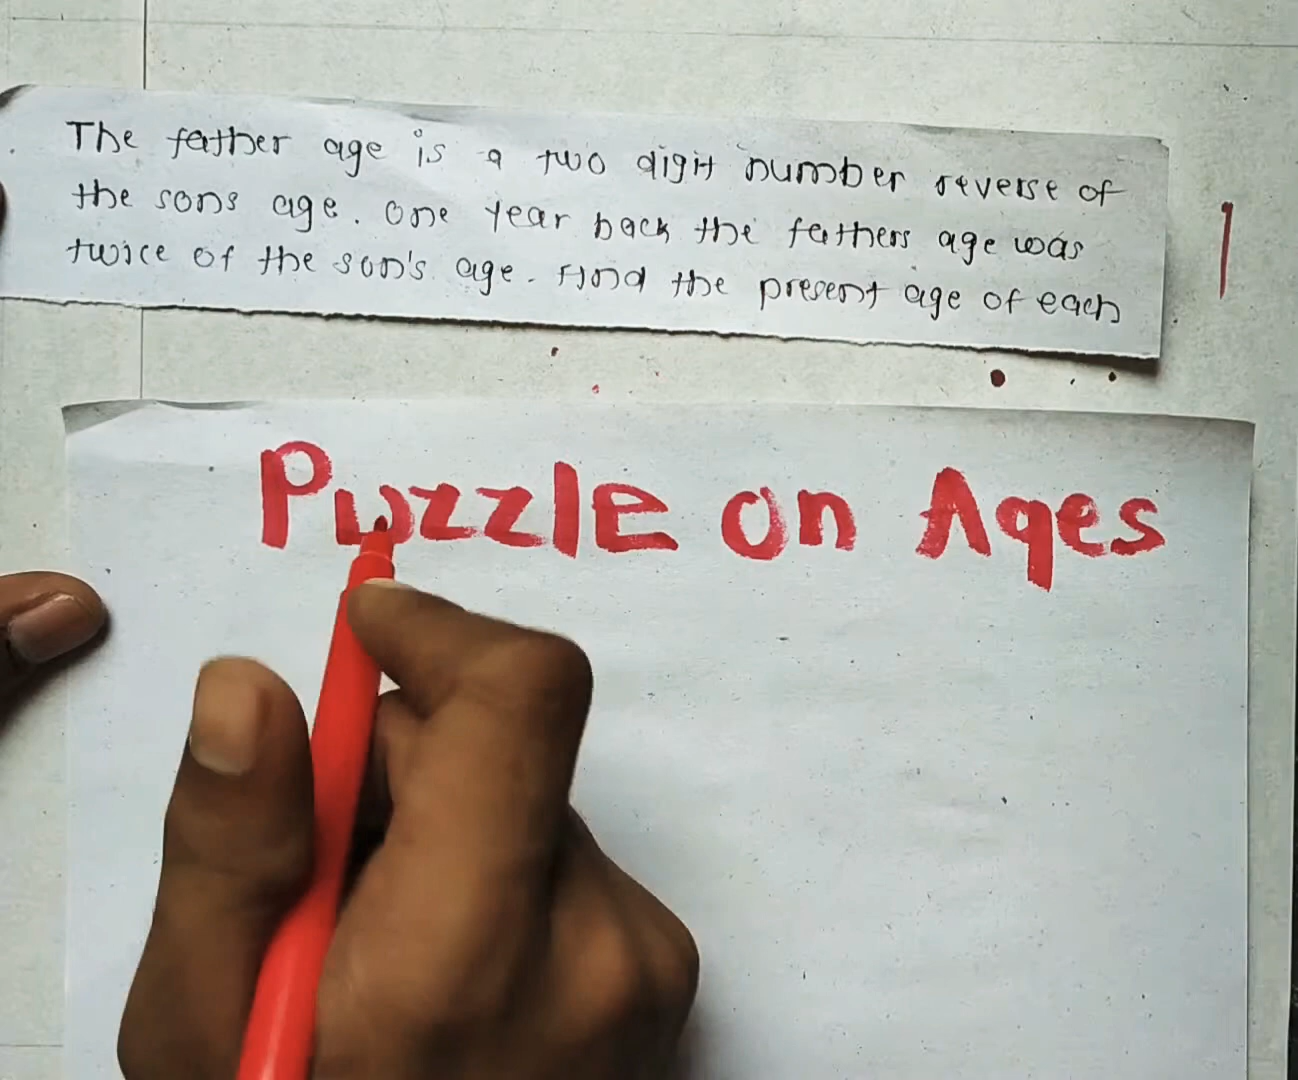 The father age is a two digit number reverse of
the sons age. One year back the fathers age was
twice of the son's age. Find the present age of each
Puzzle on Ages